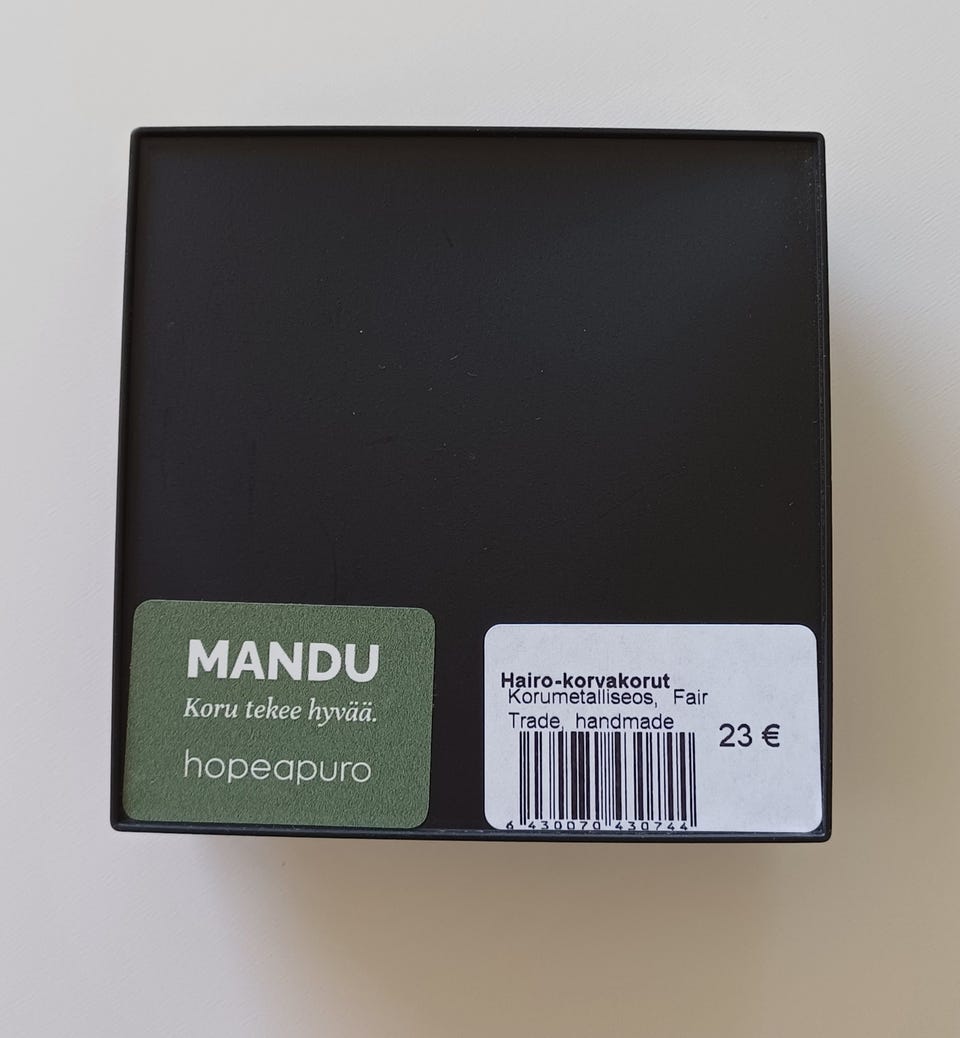 MANDU
Koru tekee hyvää.
hopeapuro
Hairo-korvakorut
Korumetalliseos, Fair
Trade, handmade
23 €
6 430070 430744